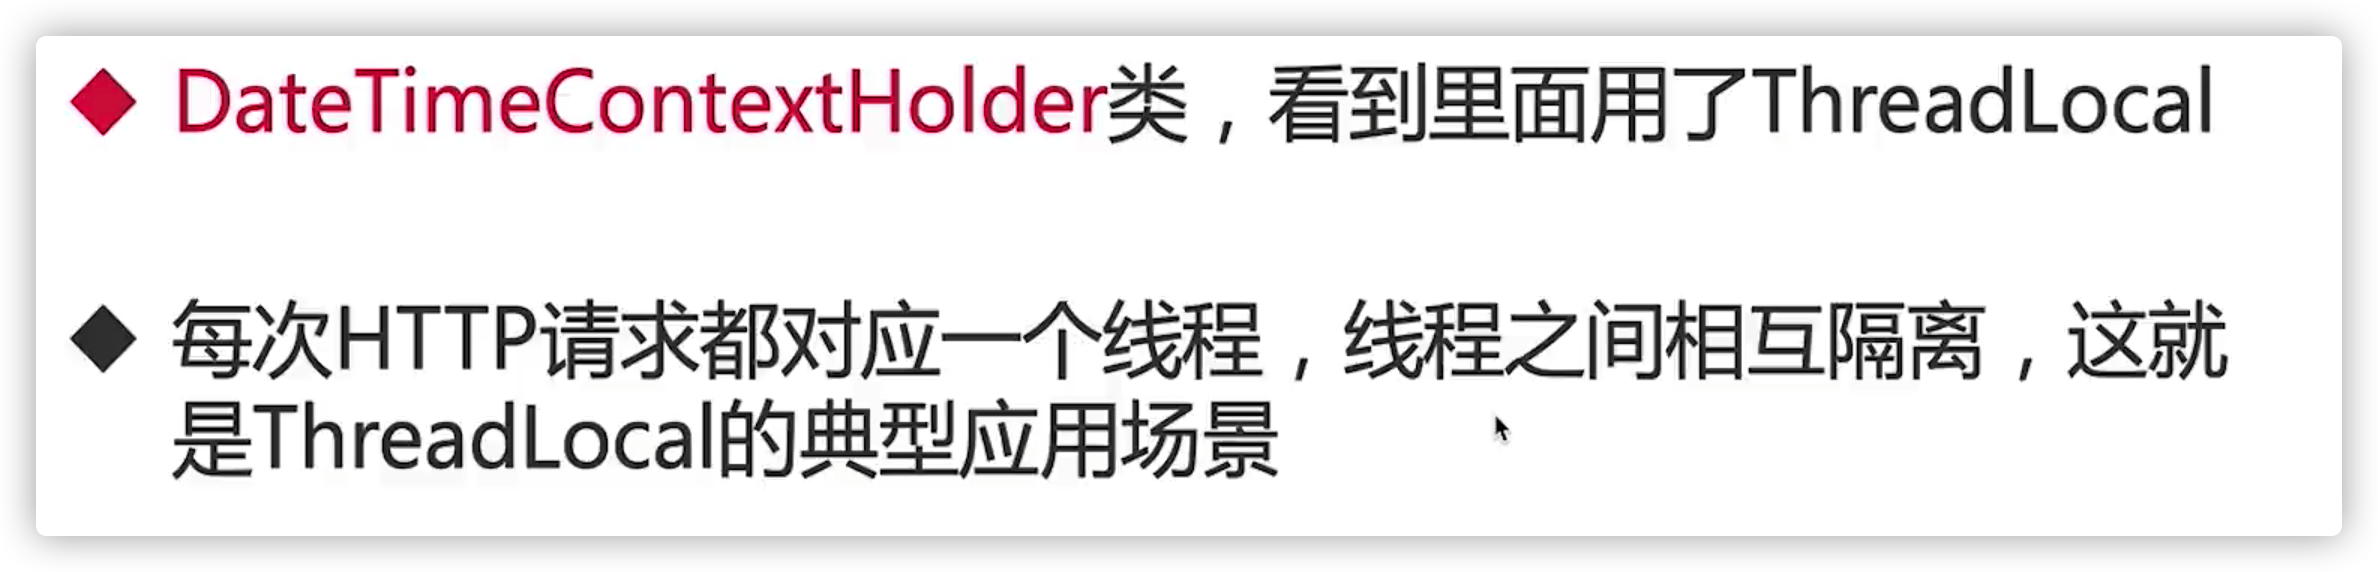 ◆ DateTimeContextHolder类，看到里面用了ThreadLocal
◆ 每次HTTP请求都对应一个线程，线程之间相互隔离，这就
是ThreadLocal的典型应用场景